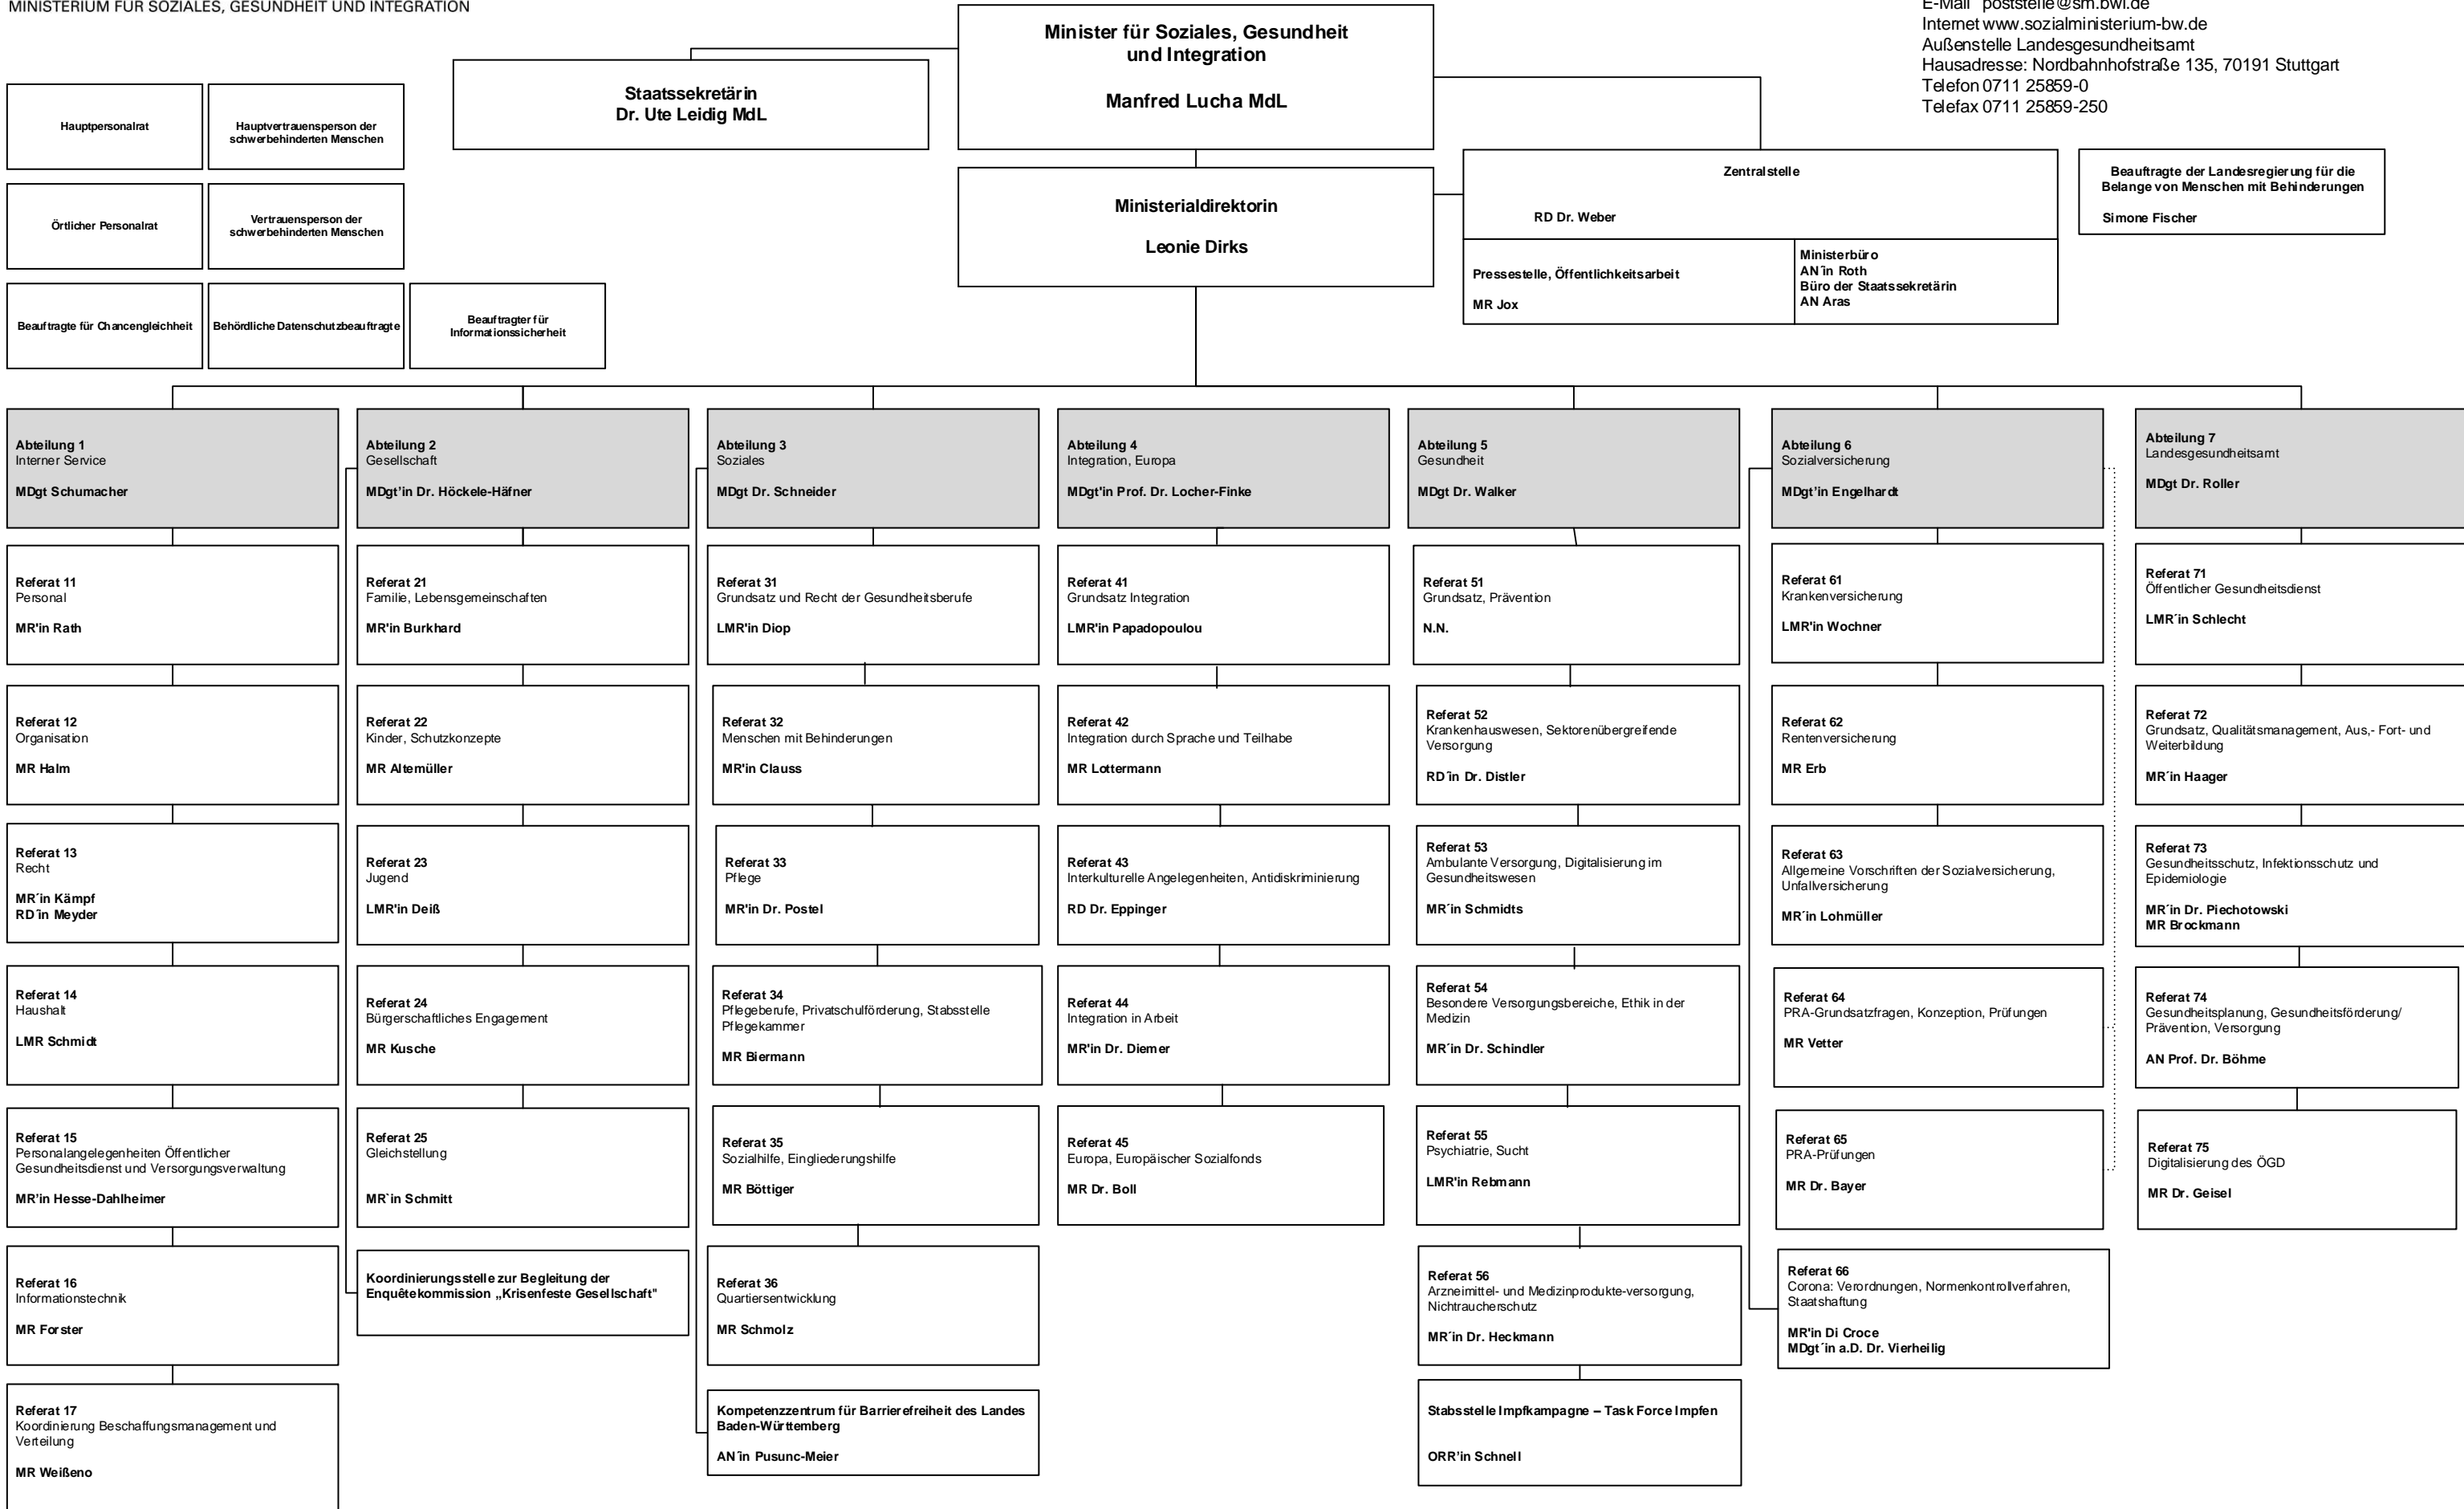 MINISTERIUM FÜR SOZIALES, GESUNDHEIT UND INTEGRATION
E-Mail poststelle@sm.bwl.de
Internet www.sozialministerium-bw.de
Außenstelle Landesgesundheitsamt
Hausadresse: Nordbahnhofstraße 135, 70191 Stuttgart
Telefon 0711 25859-0
Telefax 0711 25859-250
Minister für Soziales, Gesundheit
und Integration
Manfred Lucha MdL
Staatssekretärin
Dr. Ute Leidig MdL
Ministerialdirektorin
Leonie Dirks
Zentralstelle
RD Dr. Weber
Pressestelle, Öffentlichkeitsarbeit
MR Jox
Ministerbüro
AN´in Roth
Büro der Staatssekretärin
AN Aras
Beauftragte der Landesregierung für die
Belange von Menschen mit Behinderungen
Simone Fischer
Hauptpersonalrat
Hauptvertrauensperson der
schwerbehinderten Menschen
Örtlicher Personalrat
Vertrauensperson der
schwerbehinderten Menschen
Beauftragte für Chancengleichheit
Behördliche Datenschutzbeauftragte
Beauftragter für
Informationssicherheit
Abteilung 1
Interner Service
MDgt Schumacher
Referat 11
Personal
MR'in Rath
Referat 12
Organisation
MR Halm
Referat 13
Recht
MR´in Kämpf
RD´in Meyder
Referat 14
Haushalt
LMR Schmidt
Referat 15
Personalangelegenheiten Öffentlicher
Gesundheitsdienst und Versorgungsverwaltung
MR’in Hesse-Dahlheimer
Referat 16
Informationstechnik
MR Forster
Referat 17
Koordinierung Beschaffungsmanagement und
Verteilung
MR Weißeno
Abteilung 2
Gesellschaft
MDgt’in Dr. Höckele-Häfner
Referat 21
Familie, Lebensgemeinschaften
MR'in Burkhard
Referat 22
Kinder, Schutzkonzepte
MR Altemüller
Referat 23
Jugend
LMR'in Deiß
Referat 24
Bürgerschaftliches Engagement
MR Kusche
Referat 25
Gleichstellung
MR`in Schmitt
Koordinierungsstelle zur Begleitung der
Enquêtekommission „Krisenfeste Gesellschaft"
Abteilung 3
Soziales
MDgt Dr. Schneider
Referat 31
Grundsatz und Recht der Gesundheitsberufe
LMR'in Diop
Referat 32
Menschen mit Behinderungen
MR'in Clauss
Referat 33
Pflege
MR'in Dr. Postel
Referat 34
Pflegeberufe, Privatschulförderung, Stabsstelle
Pflegekammer
MR Biermann
Referat 35
Sozialhilfe, Eingliederungshilfe
MR Böttiger
Referat 36
Quartiersentwicklung
MR Schmolz
Kompetenzzentrum für Barrierefreiheit des Landes
Baden-Württemberg
AN´in Pusunc-Meier
Abteilung 4
Integration, Europa
MDgt'in Prof. Dr. Locher-Finke
Referat 41
Grundsatz Integration
LMR'in Papadopoulou
Referat 42
Integration durch Sprache und Teilhabe
MR Lottermann
Referat 43
Interkulturelle Angelegenheiten, Antidiskriminierung
RD Dr. Eppinger
Referat 44
Integration in Arbeit
MR'in Dr. Diemer
Referat 45
Europa, Europäischer Sozialfonds
MR Dr. Boll
Abteilung 5
Gesundheit
MDgt Dr. Walker
Referat 51
Grundsatz, Prävention
N.N.
Referat 52
Krankenhauswesen, Sektorenübergreifende
Versorgung
RD´in Dr. Distler
Referat 53
Ambulante Versorgung, Digitalisierung im
Gesundheitswesen
MR´in Schmidts
Referat 54
Besondere Versorgungsbereiche, Ethik in der
Medizin
MR´in Dr. Schindler
Referat 55
Psychiatrie, Sucht
LMR'in Rebmann
Referat 56
Arzneimittel- und Medizinprodukte-versorgung,
Nichtraucherschutz
MR´in Dr. Heckmann
Stabsstelle Impfkampagne – Task Force Impfen
ORR’in Schnell
Abteilung 6
Sozialversicherung
MDgt’in Engelhardt
Referat 61
Krankenversicherung
LMR'in Wochner
Referat 62
Rentenversicherung
MR Erb
Referat 63
Allgemeine Vorschriften der Sozialversicherung,
Unfallversicherung
MR´in Lohmüller
Referat 64
PRA-Grundsatzfragen, Konzeption, Prüfungen
MR Vetter
Referat 65
PRA-Prüfungen
MR Dr. Bayer
Referat 66
Corona: Verordnungen, Normenkontrollverfahren,
Staatshaftung
MR'in Di Croce
MDgt´in a.D. Dr. Vierheilig
Abteilung 7
Landesgesundheitsamt
MDgt Dr. Roller
Referat 71
Öffentlicher Gesundheitsdienst
LMR´in Schlecht
Referat 72
Grundsatz, Qualitätsmanagement, Aus,- Fort- und
Weiterbildung
MR´in Haager
Referat 73
Gesundheitsschutz, Infektionsschutz und
Epidemiologie
MR´in Dr. Piechotowski
MR Brockmann
Referat 74
Gesundheitsplanung, Gesundheitsförderung/
Prävention, Versorgung
AN Prof. Dr. Böhme
Referat 75
Digitalisierung des ÖGD
MR Dr. Geisel